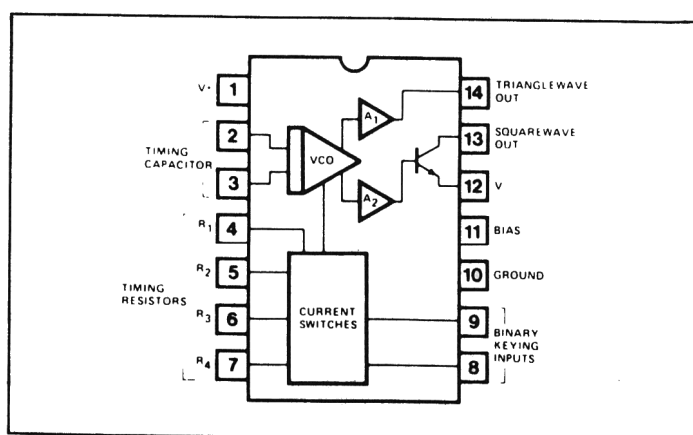 V+ 1
2
TIMING
CAPACITOR
3
R1 4
R2 5
TIMING
RESISTORS
R3 6
R4 7
VCO
A1
A2
CURRENT
SWITCHES
14 TRIANGLEWAVE
OUT
13 SQUAREWAVE
OUT
12 V
11 BIAS
10 GROUND
9
BINARY
KEYING
INPUTS
8